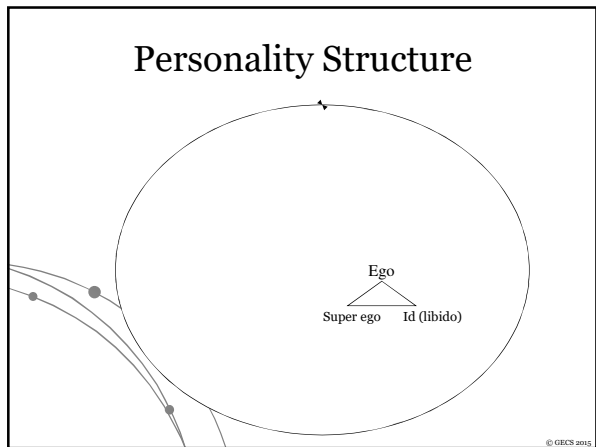 Personality Structure
Ego
Super ego Id (libido)
© GECS 2015